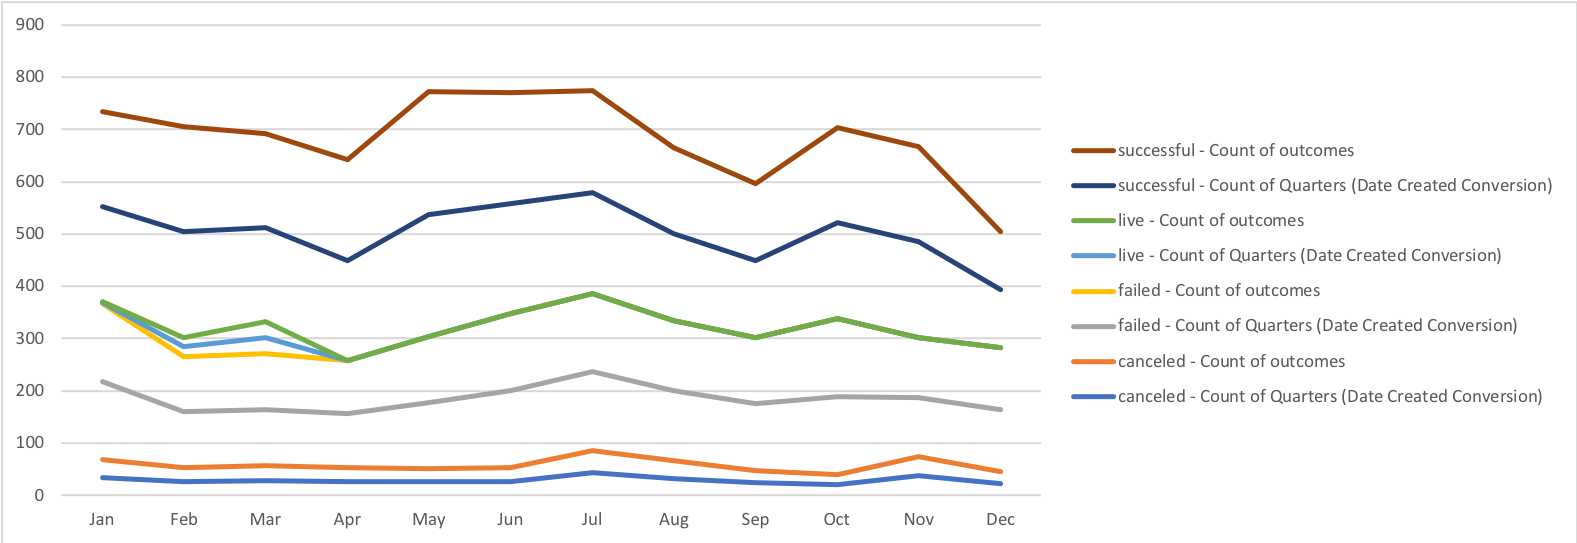 900
800
700
600
500
400
300
200
100
0
Jan Feb Mar Apr May Jun Jul Aug Sep Oct Nov Dec
successful - Count of outcomes
successful - Count of Quarters (Date Created Conversion)
live - Count of outcomes
live - Count of Quarters (Date Created Conversion)
failed - Count of outcomes
failed - Count of Quarters (Date Created Conversion)
canceled - Count of outcomes
canceled - Count of Quarters (Date Created Conversion)